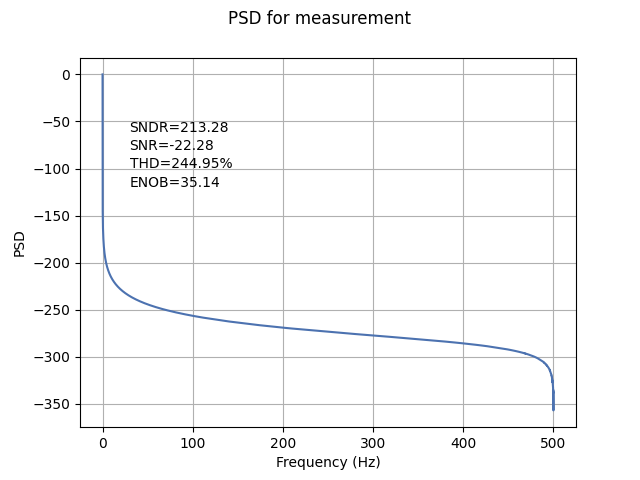 PSD for measurement
0
−50
−100
−150
−200
−250
−300
−350
PSD
SNDR=213.28
SNR=-22.28
THD=244.95%
ENOB=35.14
0
100
200
300
400
500
Frequency (Hz)